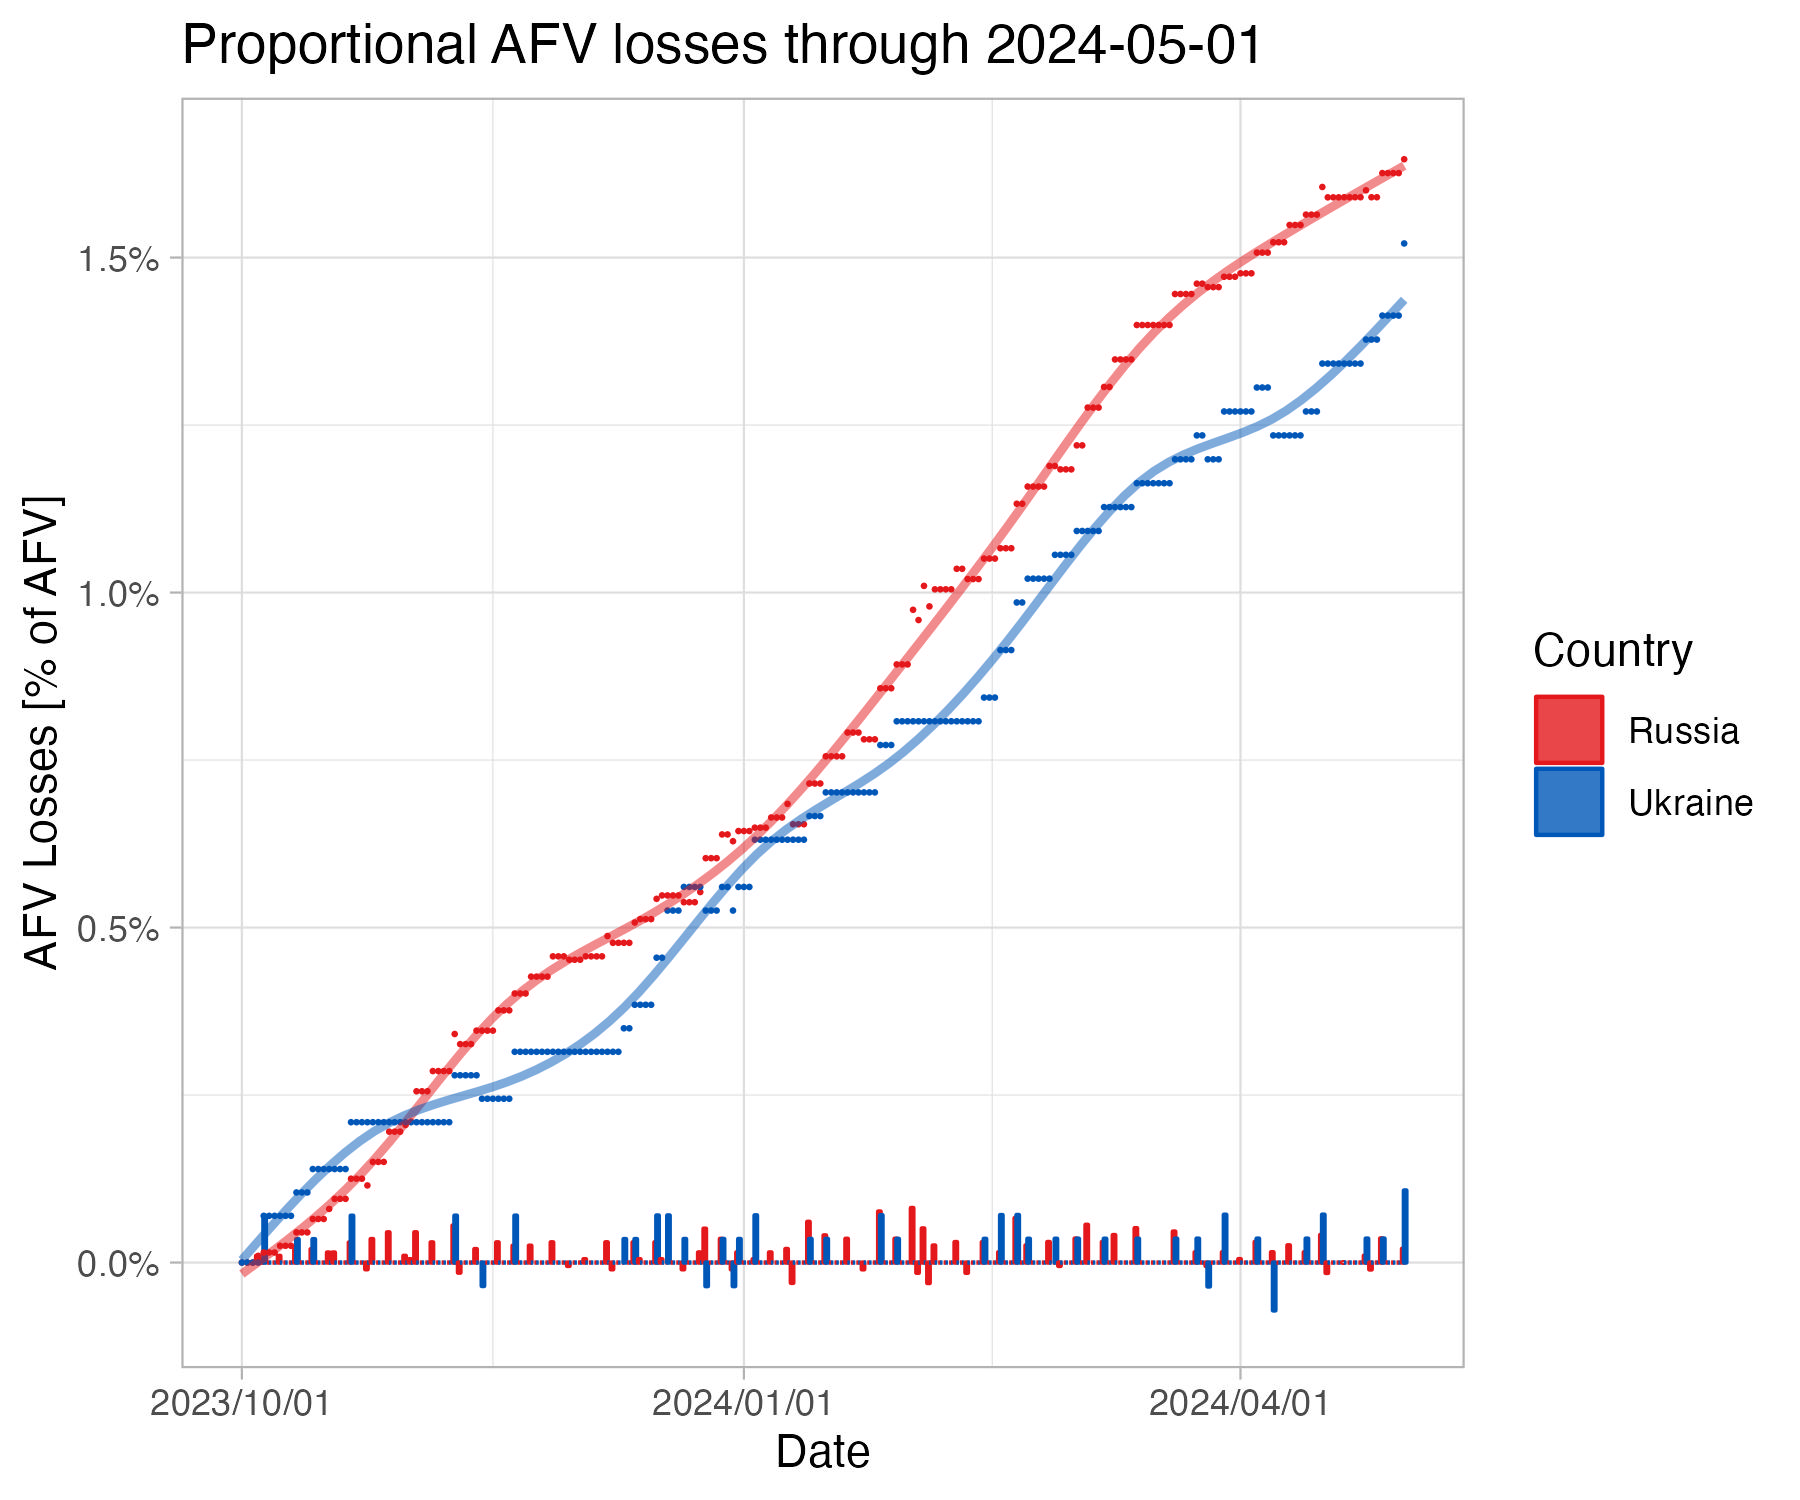 Proportional AFV losses through 2024-05-01
AFV Losses [% of AFV]
1.5%
1.0%
0.5%
0.0%
2023/10/01
2024/01/01
2024/04/01
Date
Country
Russia
Ukraine